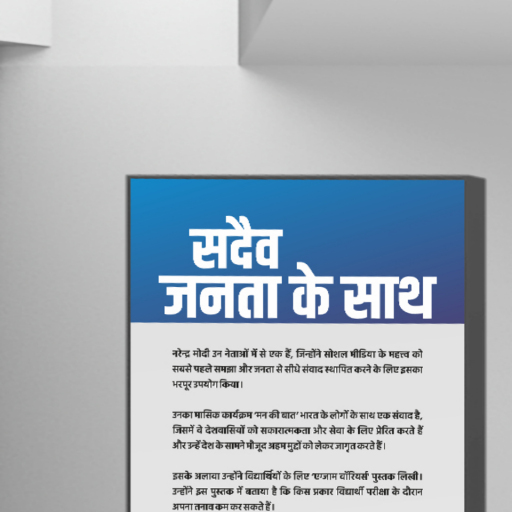 सदैव
जनता के साथ
नरेन्द्र मोदी उन नेताओं में से एक हैं, जिन्होंने सोशल मीडिया के महत्त्व को
सबसे पहले समझा और जनता से सीधे संवाद स्थापित करने के लिए इसका
भरपूर उपयोग किया।
उनका मासिक कार्यक्रम ‘मन की बात’ भारत के लोगों के साथ एक संवाद है,
जिसमें वे देशवासियों को सकारात्मकता और सेवा के लिए प्रेरित करते हैं
और उन्हें देश के सामने मौजूद अहम मुद्दों को लेकर जागृत करते हैं।
इसके अलावा उन्होंने विद्यार्थियों के लिए ‘एग्जाम वॉरियर्स’ पुस्तक लिखी।
उन्होंने इस पुस्तक में बताया है कि किस प्रकार विद्यार्थी परीक्षा के दौरान
अपना तनाव कम कर सकते हैं।